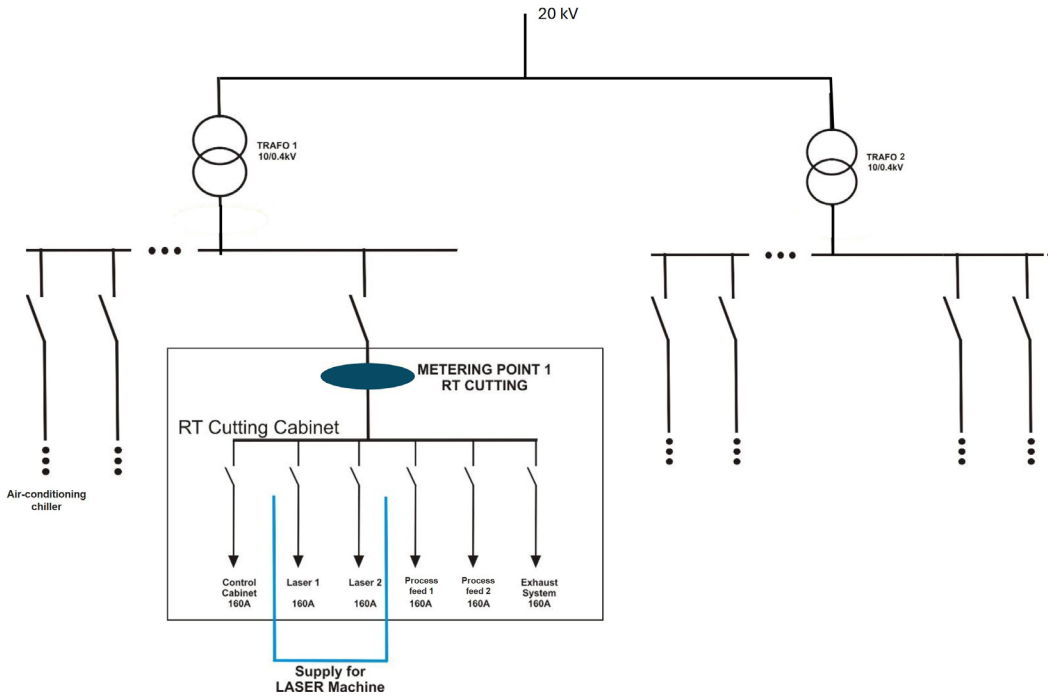 20 kV
TRAFO 1
10/0.4kV
TRAFO 2
10/0.4kV
METERING POINT 1
RT CUTTING
RT Cutting Cabinet
Air-conditioning
chiller
Control
Cabinet
160A
Laser 1
160A
Laser 2
160A
Process
feed 1
160A
Process
feed 2
160A
Exhaust
System
160A
Supply for
LASER Machine